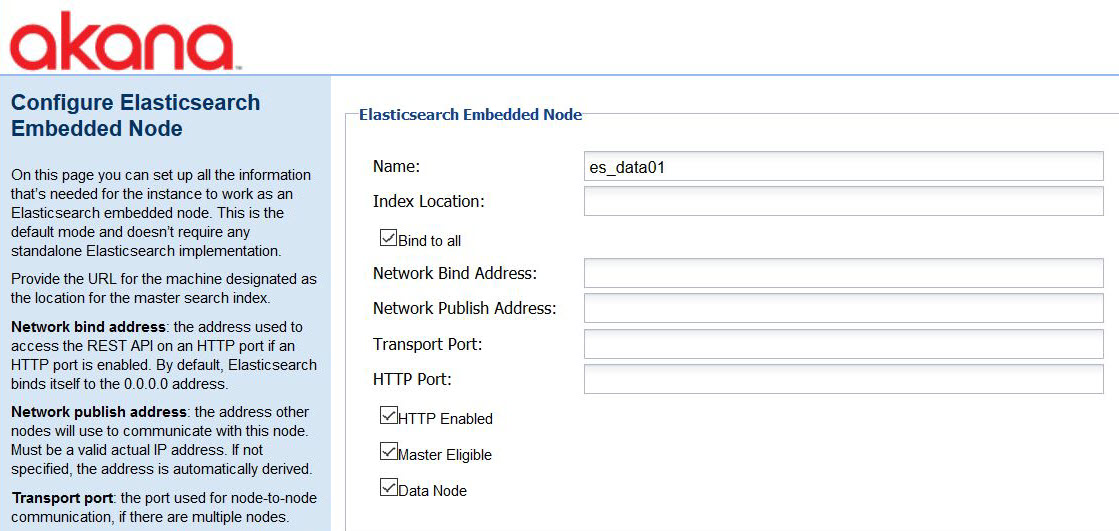 akana
Configure Elasticsearch
Embedded Node
On this page you can set up all the information
that's needed for the instance to work as an
Elasticsearch embedded node. This is the
default mode and doesn't require any
standalone Elasticsearch implementation.
Provide the URL for the machine designated as
the location for the master search index.
Network bind address: the address used to
access the REST API on an HTTP port if an
HTTP port is enabled. By default, Elasticsearch
binds itself to the 0.0.0.0 address.
Network publish address: the address other
nodes will use to communicate with this node.
Must be a valid actual IP address. If not
specified, the address is automatically derived.
Transport port: the port used for node-to-node
communication, if there are multiple nodes.
Elasticsearch Embedded Node
Name: es_data01
Index Location:
Bind to all
Network Bind Address:
Network Publish Address:
Transport Port:
HTTP Port:
HTTP Enabled
Master Eligible
Data Node